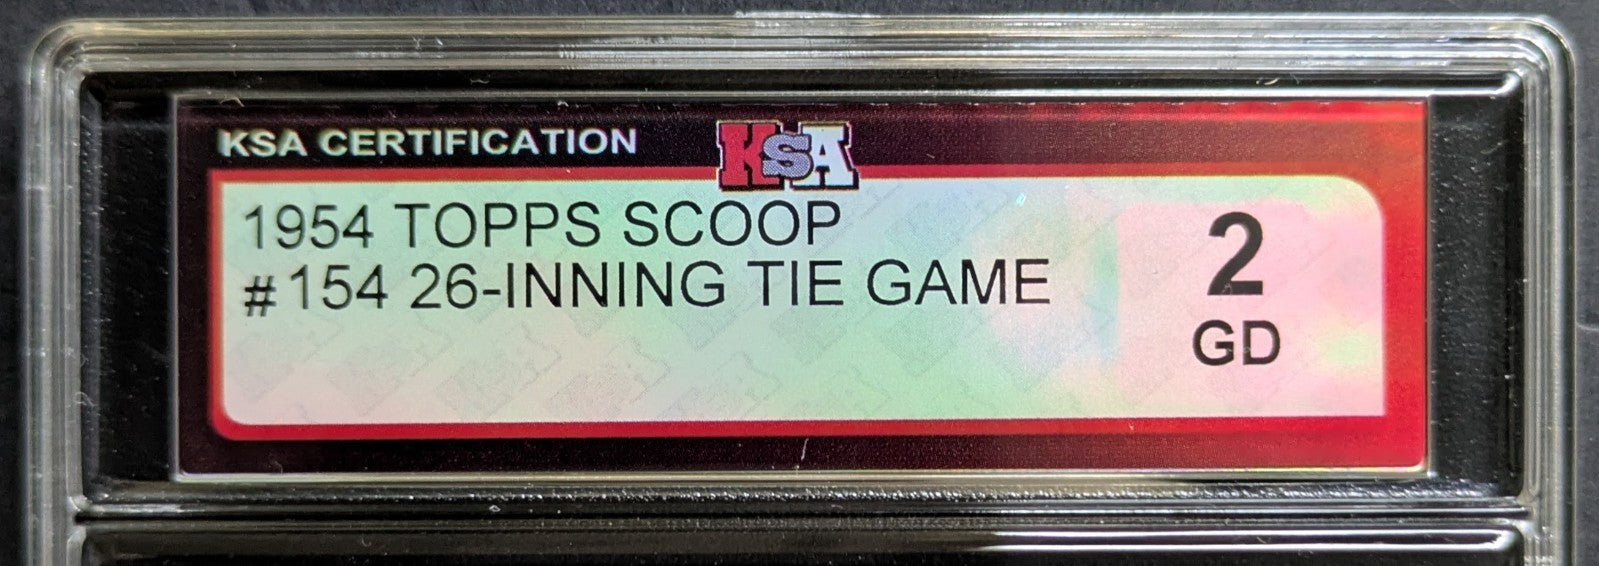 KSA CERTIFICATION
KSA
1954 TOPPS SCOOP
#154 26-INNING TIE GAME
2
GD